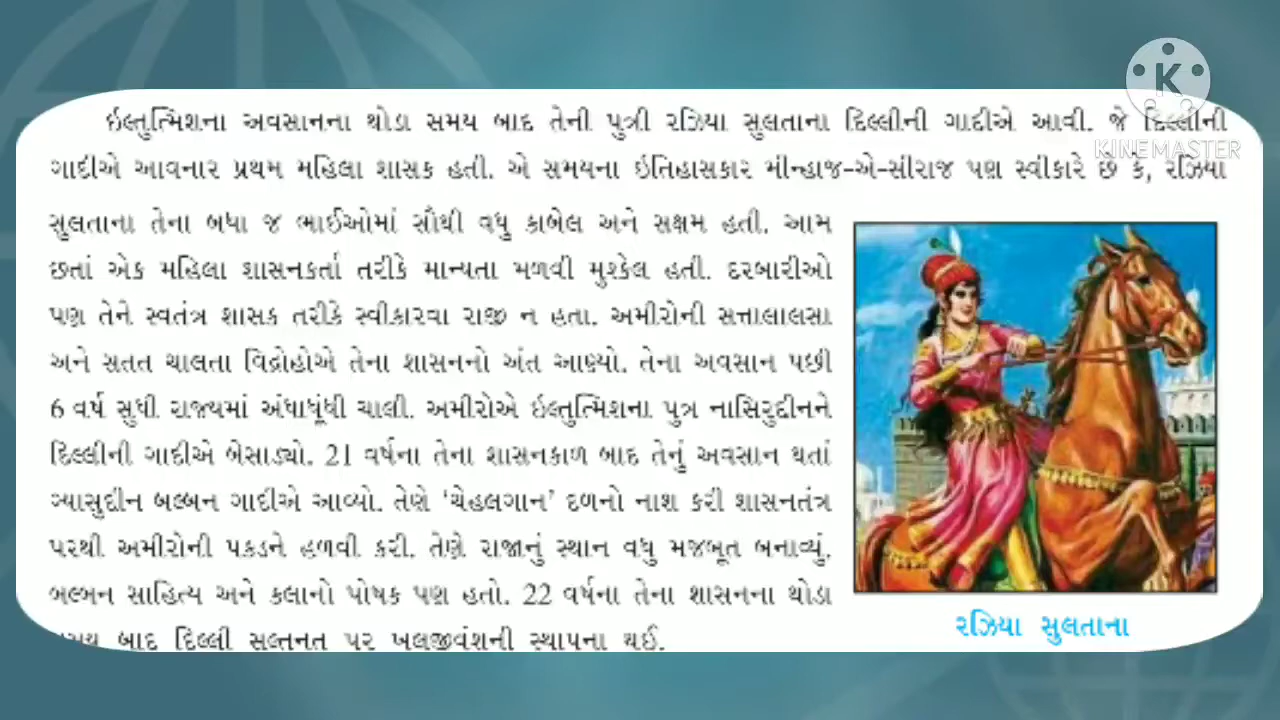 ઇલ્તુત્મિશના અવસાનના થોડા સમય બાદ તેની પુત્રી રઝિયા સુલતાના દિલ્લીની ગાદીએ આવી. જે દિલ્લીની
K
KINEMASTER
ગાદીએ આવનાર પ્રથમ મહિલા શાસક હતી. એ સમયના ઇતિહાસકાર મીન્હાજ-એ-સીરાજ પણ સ્વીકારે છે કે, રઝિયા
સુલતાના તેના બધા જ ભાઈઓમાં સૌથી વધુ કાબેલ અને સક્ષમ હતી. આમ
છતાં એક મહિલા શાસનકર્તા તરીકે માન્યતા મળવી મુશ્કેલ હતી. દરબારીઓ
પણ તેને સ્વતંત્ર શાસક તરીકે સ્વીકારવા રાજી ન હતા. અમીરોની સત્તાલાલસા
અને સતત ચાલતા વિદ્રોહોએ તેના શાસનનો અંત આણ્યો. તેના અવસાન પછી
6 વર્ષ સુધી રાજ્યમાં અંધાધૂંધી ચાલી. અમીરોએ ઇલ્તુત્મિશના પુત્ર નાસિરુદ્દીનને
દિલ્લીની ગાદીએ બેસાડ્યો. 21 વર્ષના તેના શાસનકાળ બાદ તેનું અવસાન થતાં
ગ્યાસુદ્દીન બલ્બન ગાદીએ આવ્યો. તેણે 'ચેહલગાન' દળનો નાશ કરી શાસનતંત્ર
પરથી અમીરોની પકડને હળવી કરી. તેણે રાજાનું સ્થાન વધુ મજબૂત બનાવ્યું.
બલ્બન સાહિત્ય અને કલાનો પોષક પણ હતો. 22 વર્ષના તેના શાસનના થોડા
સમય બાદ દિલ્લી સલ્તનત પર ખલજીવંશની સ્થાપના થઈ.
રઝિયા સુલતાના